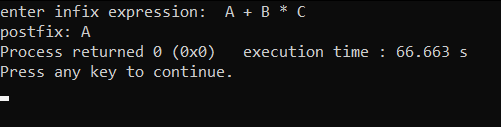 enter infix expression:  A + B * C
postfix: A
Process returned 0 (0x0)   execution time : 66.663 s
Press any key to continue.